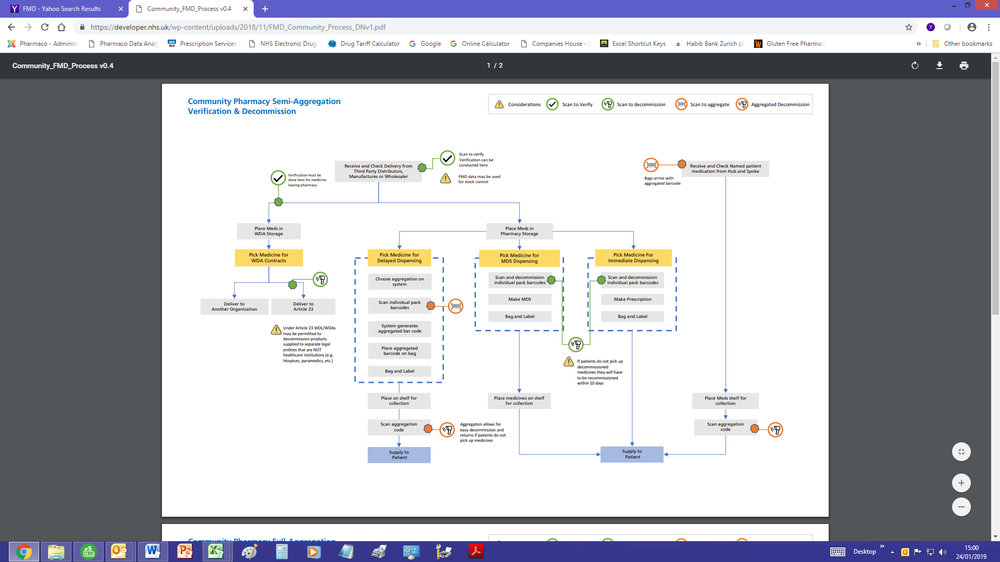 FMD - Yahoo Search Results
Community_FMD_Process v0.4
https://developer.nhs.uk/wp-content/uploads/2018/11/FMD_Community_Process_DNv1.pdf
Pharmaco - Administ
Pharmaco Data Anal
NHS BSA
Prescription Services
NHS Electronic Drug
Drug Tariff Calculator
Google
Online Calculator
Companies House - S
Excel Shortcut Keys
Habib Bank Zurich pl
Gluten Free Pharmac
Other bookmarks
Community_FMD_Process v0.4
1 / 2
Community Pharmacy Semi-Aggregation
Verification & Decommission
Considerations
Scan to Verify
Scan to decommission
Scan to aggregate
Aggregated Decommission
Receive and Check Delivery from
Third Party Distributors,
Manufactures or Wholesaler
Scan to verify
Verification can be
conducted here
FMD data may be used
for stock control
Verification must be
done here for medicine
leaving pharmacy
Bags arrive with
aggregated barcode
Receive and Check Named patient
medication from Hub and Spoke
Place Meds in
WDA Storage
Place Meds in
Pharmacy Storage
Pick Medicine for
WDA Contracts
Pick Medicine for
Delayed Dispensing
Pick Medicine for
MDS Dispensing
Pick Medicine For
Immediate Dispensing
Deliver to
Another Organization
Deliver to
Article 23
Under Article 23 WDL/WDAs
may be permitted to
decommission products
supplied to separate legal
entities that are NOT
healthcare institutions (e.g.
Hospices, paramedics, etc.)
Choose aggregation on
system
Scan individual pack
barcodes
System generates
aggregated bar code
Place aggregated
barcode on bag
Bag and Label
Place on shelf for
collection
Scan aggregation
code
Aggregation allows for
easy decommission and
returns if patients do not
pick up medicines
Supply to
Patient
Scan and decommission
individual pack barcodes
Make MDS
Bag and Label
Place medicines on shelf
for collection
Scan and decommission
individual pack barcodes
Make Prescription
Bag and Label
If patients do not pick up
decommissioned
medicines they will have
to be recommissioned
within 10 days
Supply to
Patient
Place Meds shelf for
collection
Scan aggregation
code
Community Pharmacy Full Aggregation
Desktop
15:00
24/01/2019